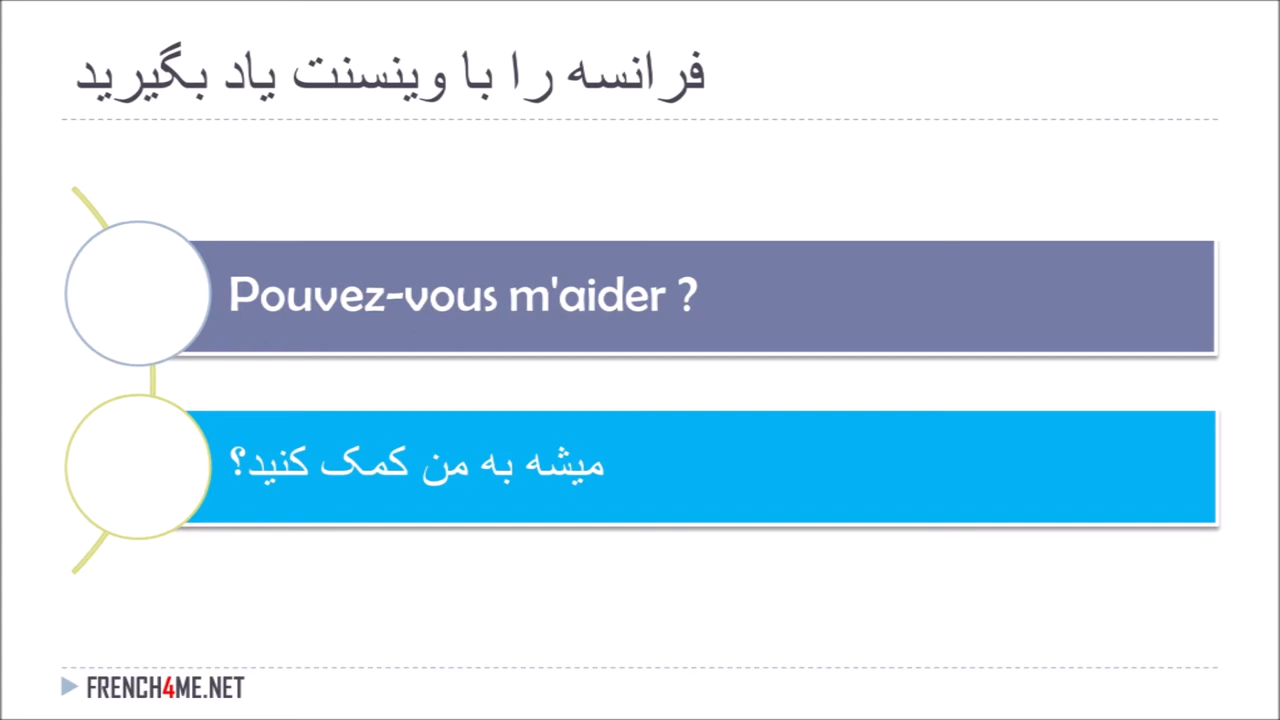 فرانسه را با وینسنت یاد بگیرید
Pouvez-vous m'aider ?
میشه به من کمک کنید؟
FRENCH4ME.NET